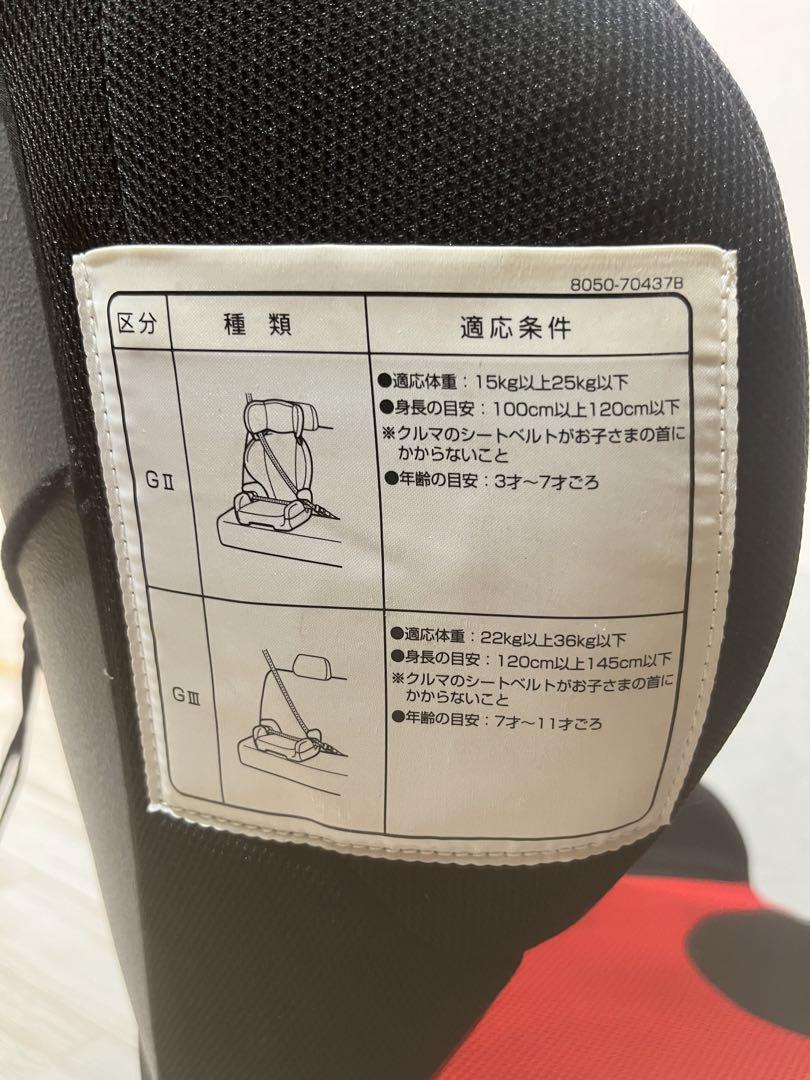 8050-70437B
区分 種類 適応条件
GⅡ
●適応体重：15kg以上25kg以下
●身長の目安：100cm以上120cm以下
※クルマのシートベルトがお子さまの首に
かからないこと
●年齢の目安：3才～7才ごろ
GⅢ
●適応体重：22kg以上36kg以下
●身長の目安：120cm以上145cm以下
※クルマのシートベルトがお子さまの首に
かからないこと
●年齢の目安：7才～11才ごろ